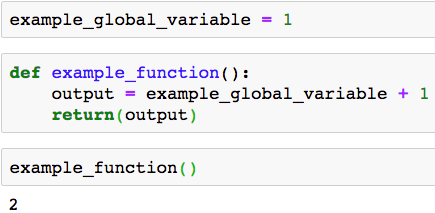 example_global_variable = 1
def example_function():
    output = example_global_variable + 1
    return(output)
example_function()
2